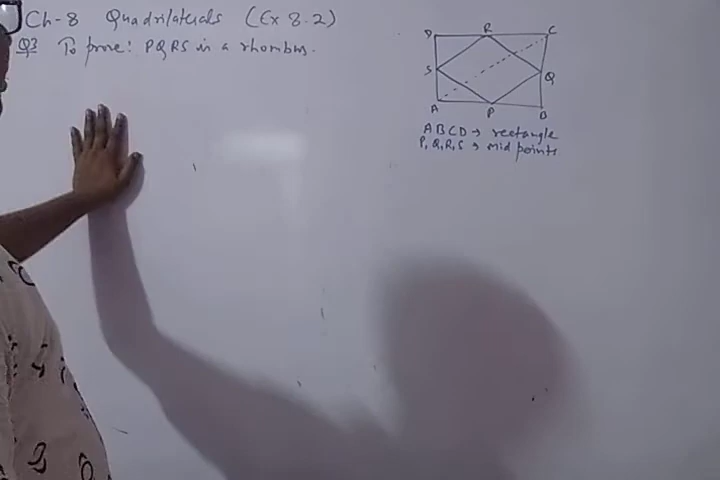 Ch-8 Quadrilaterals (Ex 8.2)
Q3 To prove: PQRS is a rhombus.
D R C
S Q
A P B
ABCD → rectangle
P, Q, R, S → mid points